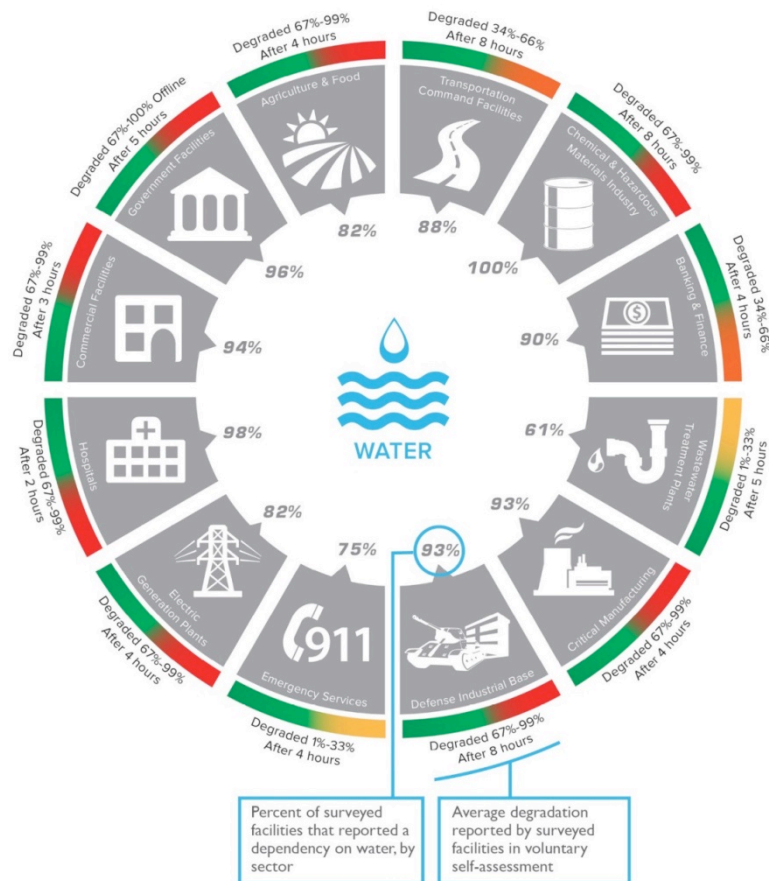 Degraded 67%-99%
After 4 hours
Agriculture & Food
82%
Degraded 34%-66%
After 8 hours
Transportation
Command Facilities
88%
Degraded 67%-99%
After 8 hours
Chemical & Hazardous
Materials Industry
100%
Degraded 34%-66%
After 4 hours
Banking & Finance
$
90%
Degraded 1%-33%
After 5 hours
Wastewater
Treatment Plants
61%
Degraded 67%-99%
After 4 hours
Critical Manufacturing
93%
Degraded 67%-99%
After 8 hours
Defense Industrial Base
93%
Degraded 1%-33%
After 4 hours
Emergency Services
911
75%
Degraded 67%-99%
After 4 hours
Electric
Generation Plants
82%
Degraded 67%-99%
After 2 hours
Hospitals
98%
Degraded 67%-99%
After 3 hours
Commercial Facilities
94%
Degraded 67%-100% Offline
After 5 hours
Government Facilities
96%
WATER
Percent of surveyed
facilities that reported a
dependency on water, by
sector
Average degradation
reported by surveyed
facilities in voluntary
self-assessment